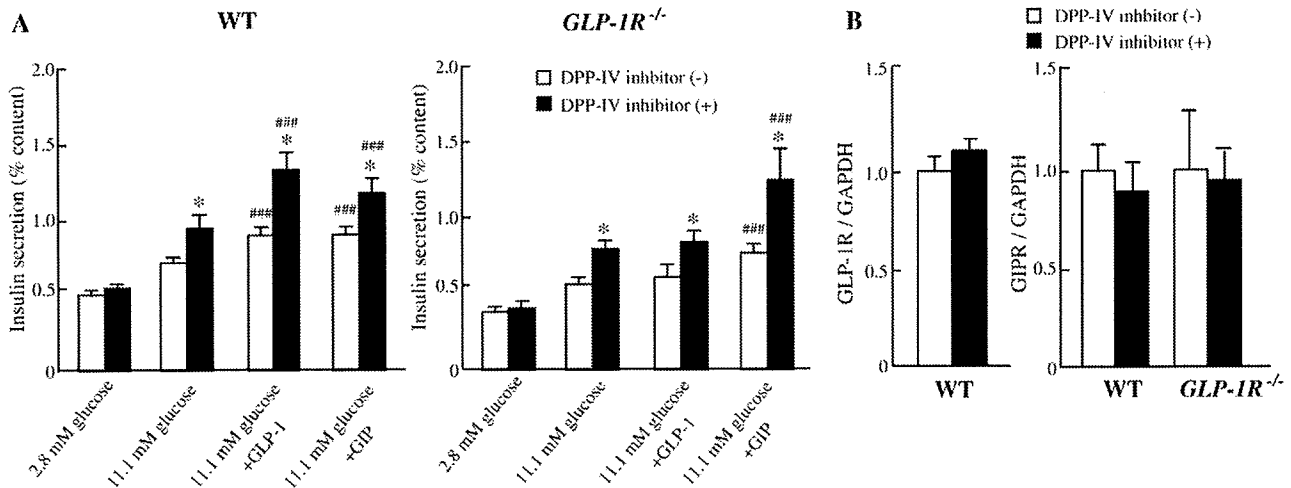 A
WT
GLP-1R-/-
B
DPP-IV inhbitor (-)
DPP-IV inhibitor (+)
Insulin secretion (% content)
2.0
1.5
1.0
0.5
0
*
###
*
###
*
###
###
2.8 mM glucose
11.1 mM glucose
11.1 mM glucose
+GLP-1
11.1 mM glucose
+GIP
Insulin secretion (% content)
2.0
1.5
1.0
0.5
0
DPP-IV inhbitor (-)
DPP-IV inhibitor (+)
*
*
###
*
###
2.8 mM glucose
11.1 mM glucose
11.1 mM glucose
+GLP-1
11.1 mM glucose
+GIP
GLP-1R / GAPDH
1.5
1.0
0.5
0
WT
GIPR / GAPDH
1.5
1.0
0.5
0
WT
GLP-1R-/-